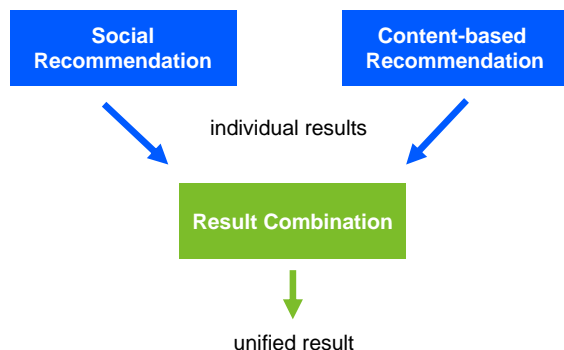 Social
Recommendation
Content-based
Recommendation
individual results
Result Combination
unified result